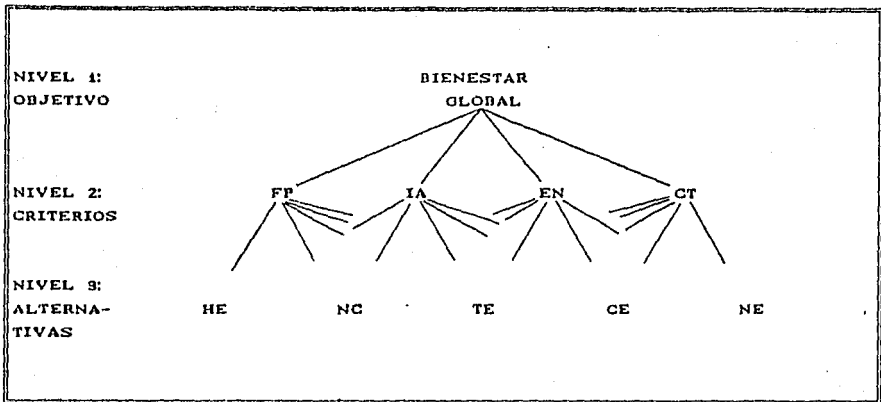 NIVEL 1:
OBJETIVO
BIENESTAR
GLOBAL
NIVEL 2:
CRITERIOS
FP
IA
EN
CT
NIVEL 3:
ALTERNA-
TIVAS
HE
NC
TE
CE
NE